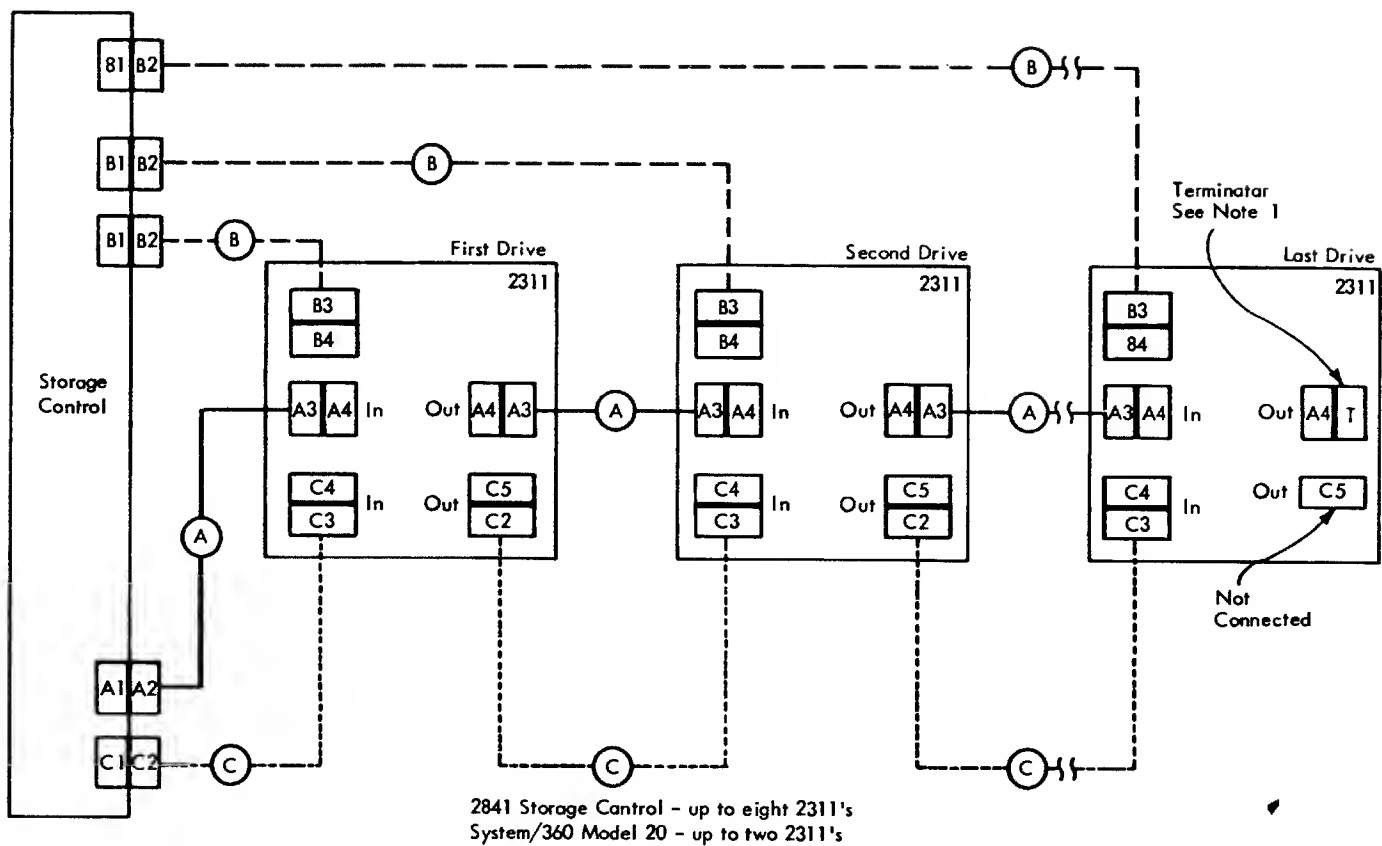 B1 B2
B
B1 B2
B
B1 B2
B
Terminatar
See Note 1
First Drive
2311
Second Drive
2311
Last Drive
2311
B3
B4
B3
B4
B3
84
Storage
Control
A3 A4 In
Out A4 A3
A
A3 A4 In
Out A4 A3
A
A3 A4 In
Out A4 T
C4
C3
In
Out
C5
C2
C4
C3
In
Out
C5
C2
C4
C3
In
Out C5
A
Not
Connected
A1 A2
C1 C2
C
C
C
2841 Storage Cantrol - up to eight 2311's
System/360 Model 20 - up to two 2311's